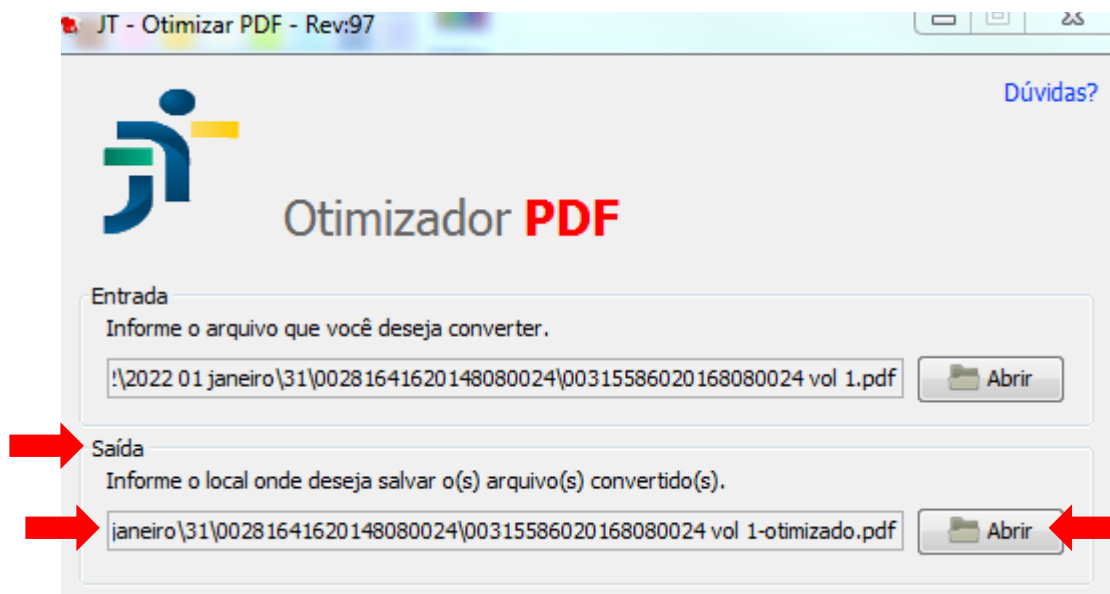 JT - Otimizar PDF - Rev:97
Dúvidas?
Otimizador PDF
Entrada
Informe o arquivo que você deseja converter.
!\2022 01 janeiro\31\00281641620148080024\00315586020168080024 vol 1.pdf Abrir
Saída
Informe o local onde deseja salvar o(s) arquivo(s) convertido(s).
janeiro\31\00281641620148080024\00315586020168080024 vol 1-otimizado.pdf Abrir